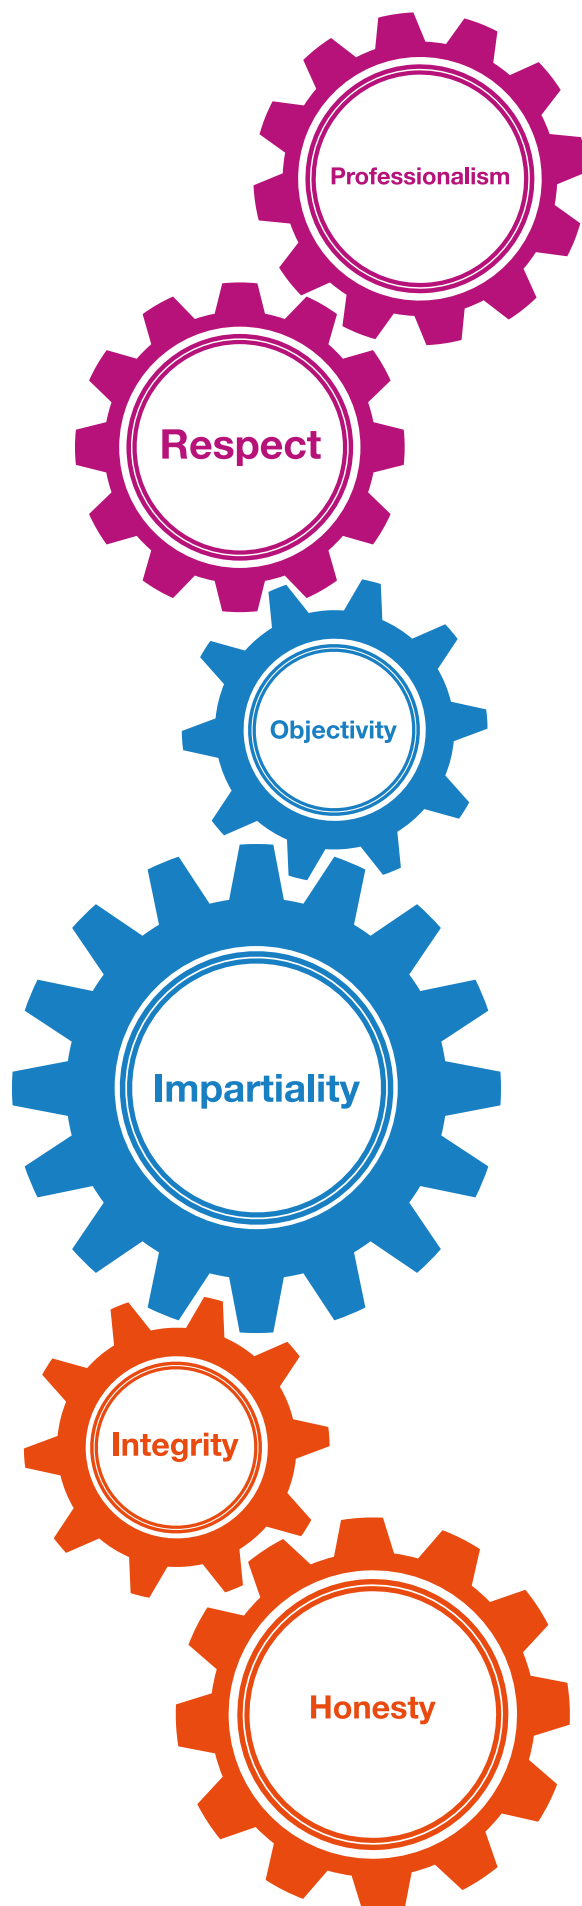 Professionalism
Respect
Objectivity
Impartiality
Integrity
Honesty